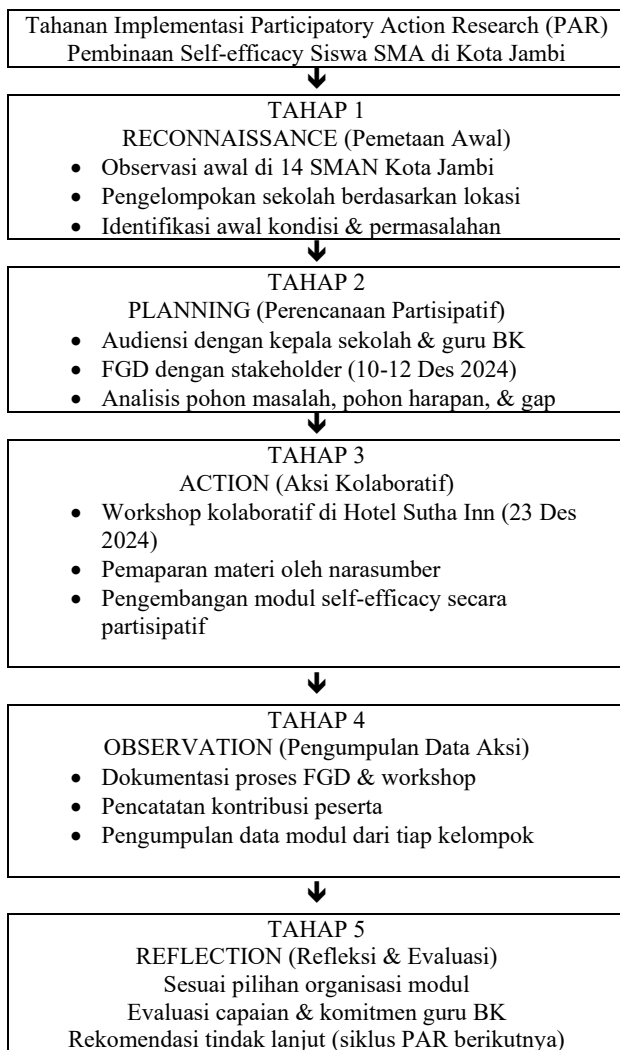 Tahanan Implementasi Participatory Action Research (PAR)
Pembinaan Self-efficacy Siswa SMA di Kota Jambi
TAHAP 1
RECONNAISSANCE (Pemetaan Awal)
• Observasi awal di 14 SMAN Kota Jambi
• Pengelompokan sekolah berdasarkan lokasi
• Identifikasi awal kondisi & permasalahan
TAHAP 2
PLANNING (Perencanaan Partisipatif)
• Audiensi dengan kepala sekolah & guru BK
• FGD dengan stakeholder (10-12 Des 2024)
• Analisis pohon masalah, pohon harapan, & gap
TAHAP 3
ACTION (Aksi Kolaboratif)
• Workshop kolaboratif di Hotel Sutha Inn (23 Des
2024)
• Pemaparan materi oleh narasumber
• Pengembangan modul self-efficacy secara
partisipatif
TAHAP 4
OBSERVATION (Pengumpulan Data Aksi)
• Dokumentasi proses FGD & workshop
• Pencatatan kontribusi peserta
• Pengumpulan data modul dari tiap kelompok
TAHAP 5
REFLECTION (Refleksi & Evaluasi)
Sesuai pilihan organisasi modul
Evaluasi capaian & komitmen guru BK
Rekomendasi tindak lanjut (siklus PAR berikutnya)